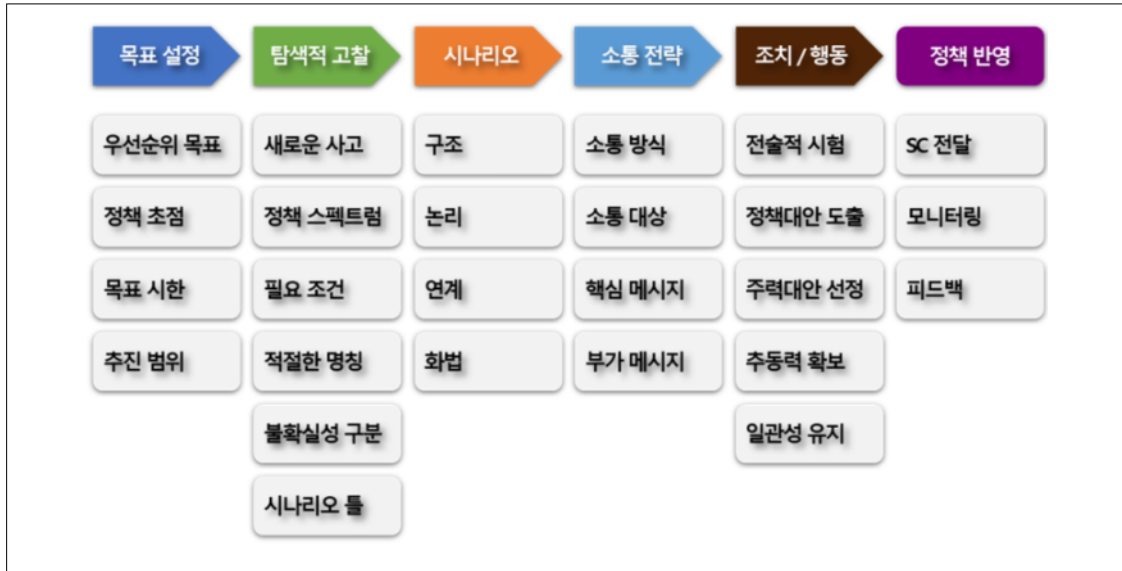 목표 설정
탐색적 고찰
시나리오
소통 전략
조치 / 행동
정책 반영
우선순위 목표
새로운 사고
구조
소통 방식
전술적 시험
SC 전달
정책 초점
정책 스펙트럼
논리
소통 대상
정책대안 도출
모니터링
목표 시한
필요 조건
연계
핵심 메시지
주력대안 선정
피드백
추진 범위
적절한 명칭
화법
부가 메시지
추동력 확보
불확실성 구분
일관성 유지
시나리오 틀